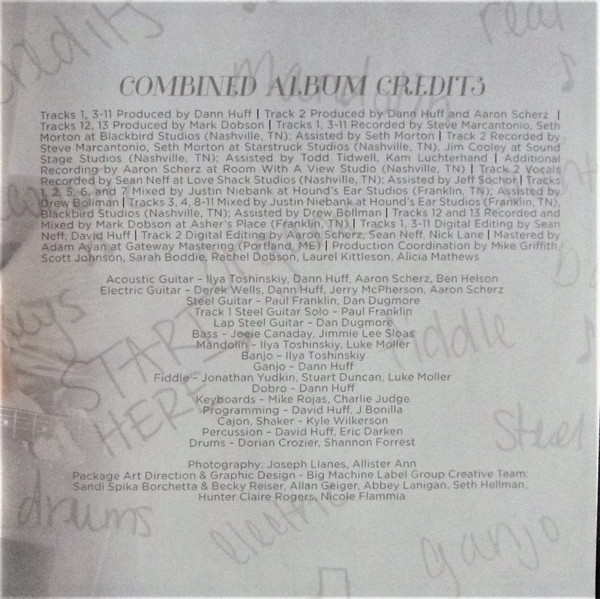 credits
real
COMBINED ALBUM CREDITS
Tracks 1, 3-11 Produced by Dann Huff | Track 2 Produced by Dann Huff and Aaron Scherz |
Tracks 12, 13 Produced by Mark Dobson | Tracks 1, 3-11 Recorded by Steve Marcantonio, Seth
Morton at Blackbird Studios (Nashville, TN); Assisted by Seth Morton | Track 2 Recorded by
Steve Marcantonio, Seth Morton at Starstruck Studios (Nashville, TN), Jim Cooley at Sound
Stage Studios (Nashville, TN); Assisted by Todd Tidwell, Kam Luchterhand | Additional
Recording by Aaron Scherz at Room With A View Studio (Nashville, TN) | Track 2 Vocals
Recorded by Sean Neff at Love Shack Studios (Nashville, TN); Assisted by Jeff Sochor | Tracks
1, 2, 5, 6, and 7 Mixed by Justin Niebank at Hound's Ear Studios (Franklin, TN); Assisted by
Drew Bollman | Tracks 3, 4, 8-11 Mixed by Justin Niebank at Hound's Ear Studios (Franklin, TN),
Blackbird Studios (Nashville, TN); Assisted by Drew Bollman | Tracks 12 and 13 Recorded and
Mixed by Mark Dobson at Asher's Place (Franklin, TN) | Tracks 1, 3-11 Digital Editing by Sean
Neff, David Huff | Track 2 Digital Editing by Aaron Scherz, Sean Neff, Nick Lane | Mastered by
Adam Ayan at Gateway Mastering (Portland, ME) | Production Coordination by Mike Griffith,
Scott Johnson, Sarah Boddie, Rachel Dobson, Laurel Kittleson, Alicia Mathews
Acoustic Guitar – Ilya Toshinskiy, Dann Huff, Aaron Scherz, Ben Helson
Electric Guitar – Derek Wells, Dann Huff, Jerry McPherson, Aaron Scherz
Steel Guitar – Paul Franklin, Dan Dugmore
Track 1 Steel Guitar Solo – Paul Franklin
Lap Steel Guitar – Dan Dugmore
Bass – Joeie Canaday, Jimmie Lee Sloas
Mandolin – Ilya Toshinskiy, Luke Moller
Banjo – Ilya Toshinskiy
Ganjo – Dann Huff
Fiddle – Jonathan Yudkin, Stuart Duncan, Luke Moller
Dobro – Dann Huff
Keyboards – Mike Rojas, Charlie Judge
Programming – David Huff, J Bonilla
Cajon, Shaker – Kyle Wilkerson
Percussion – David Huff, Eric Darken
Drums – Dorian Crozier, Shannon Forrest
START
HERE
fiddle
Steel
Photography: Joseph Llanes, Allister Ann
Package Art Direction & Graphic Design - Big Machine Label Group Creative Team:
Sandi Spika Borchetta & Becky Reiser, Allan Geiger, Abbey Lanigan, Seth Hellman,
Hunter Claire Rogers, Nicole Flammia
drums
electric
ganjo